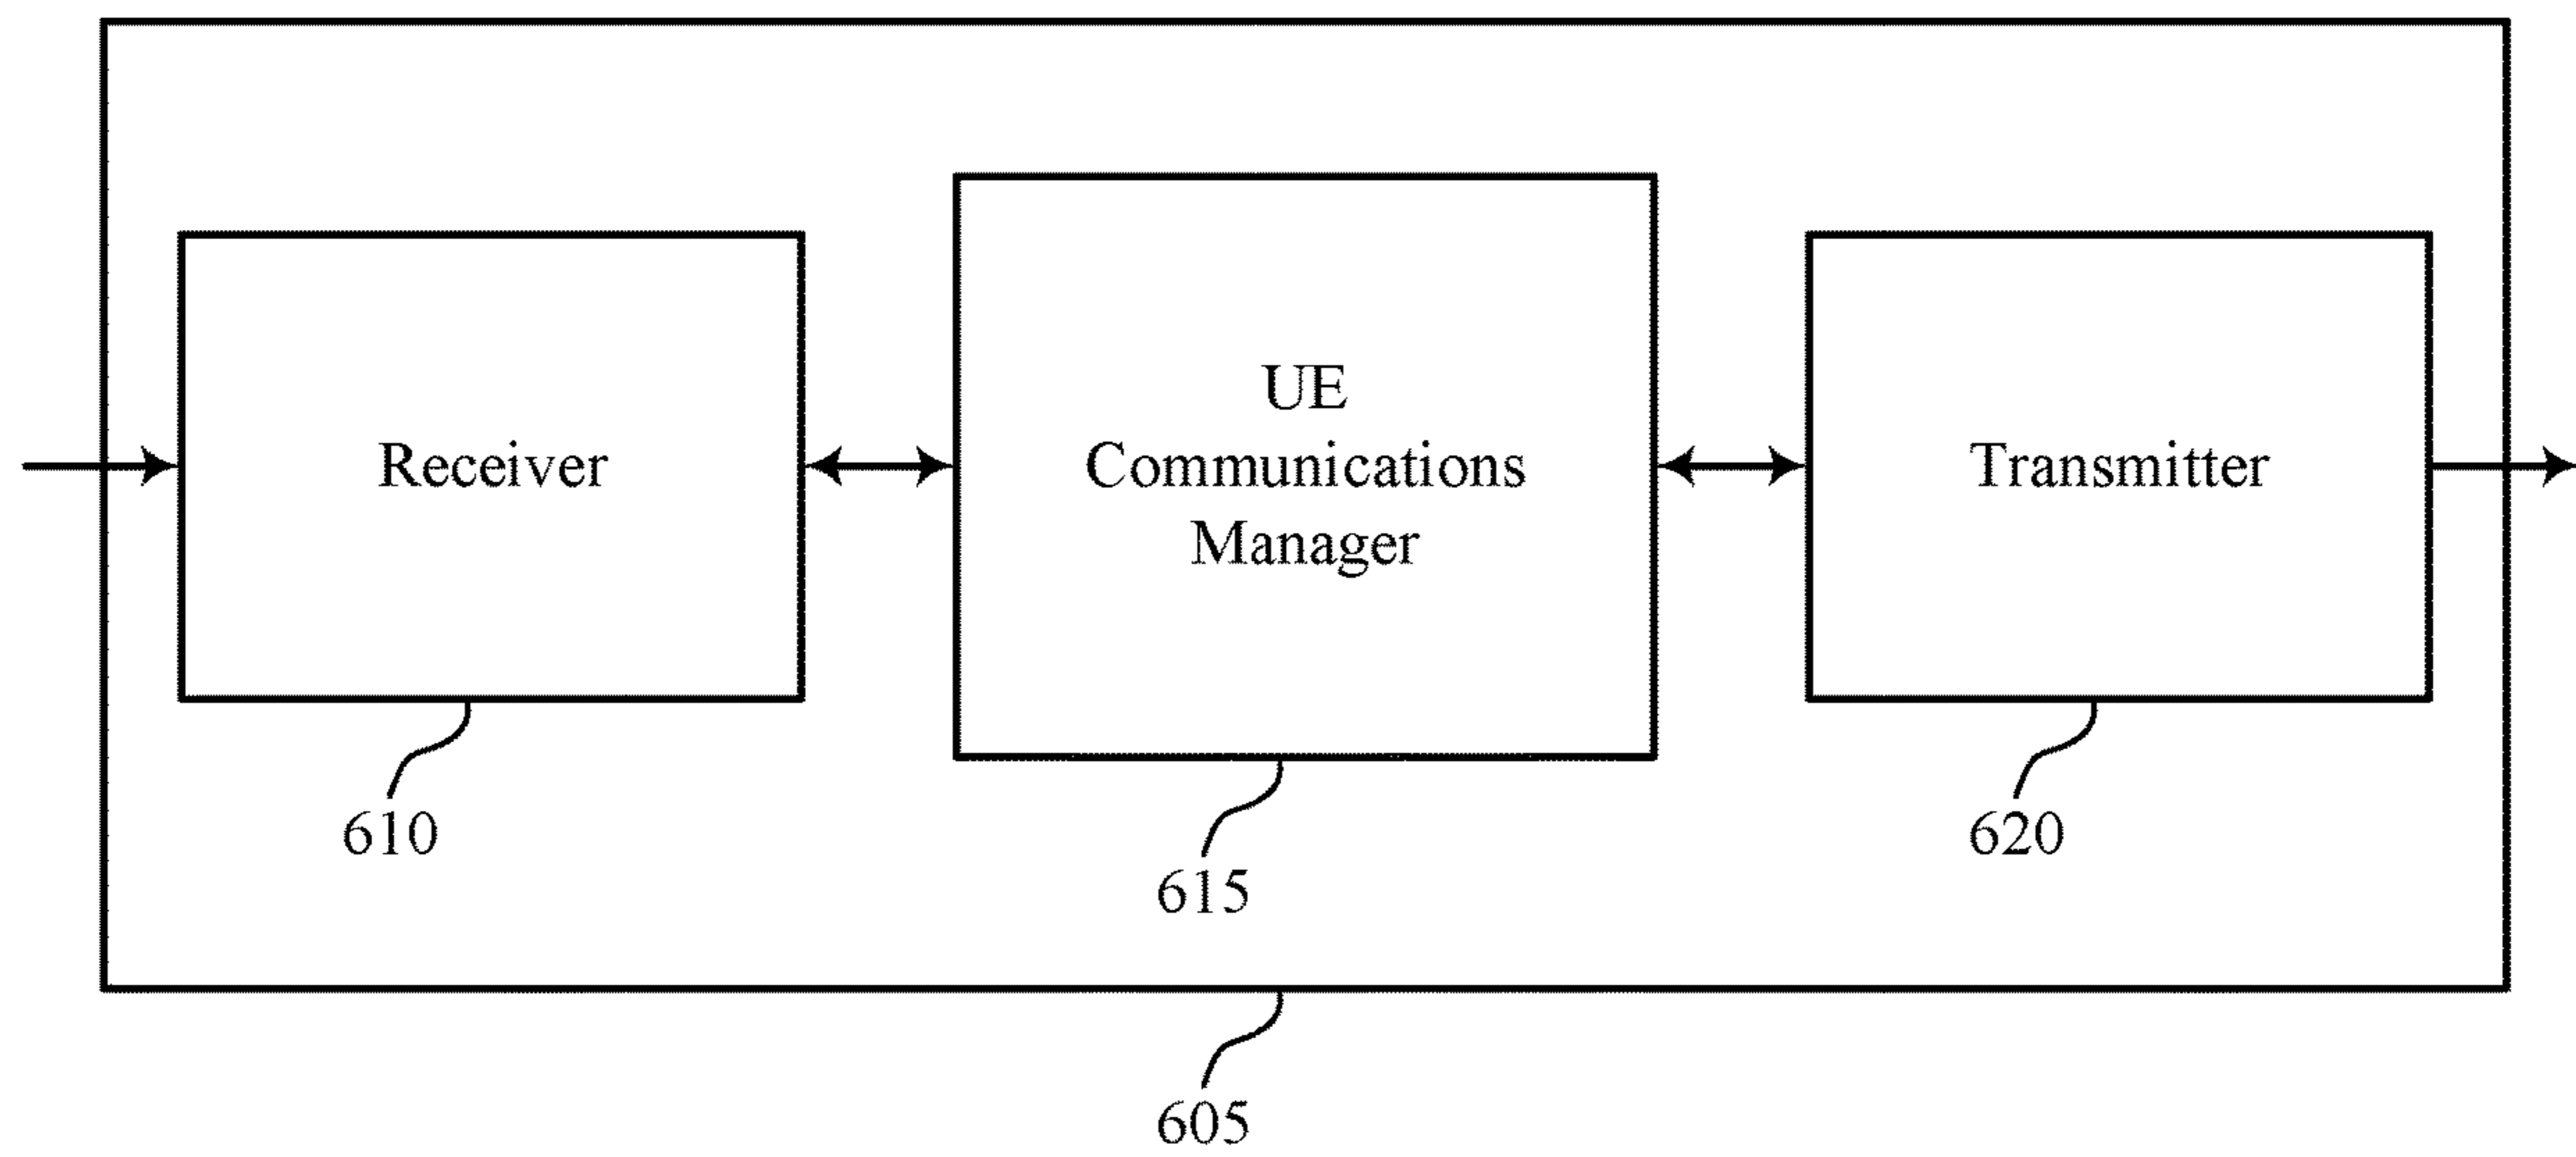 Receiver
UE
Communications
Manager
Transmitter
610
615
620
605